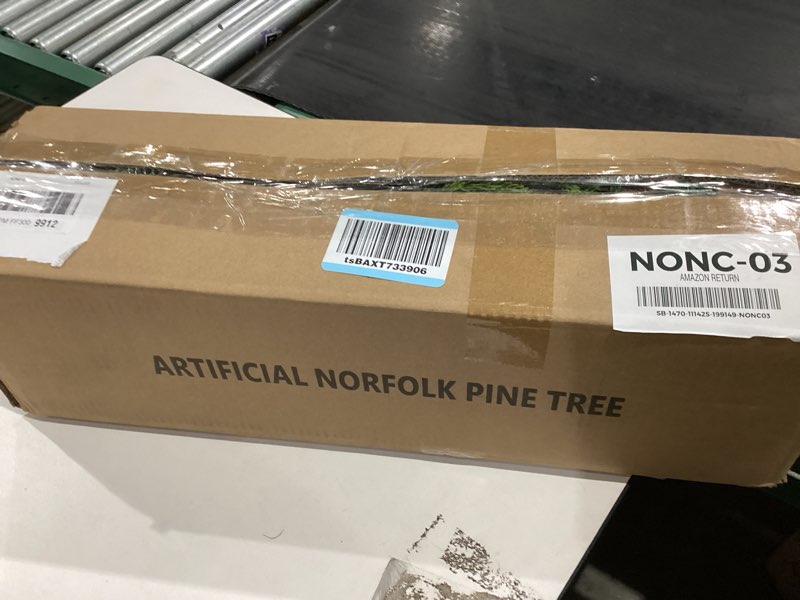 9912
tsBAXT733906
NONC-03
AMAZON RETURN
SB-1470-111425-199149-NONC03
ARTIFICIAL NORFOLK PINE TREE